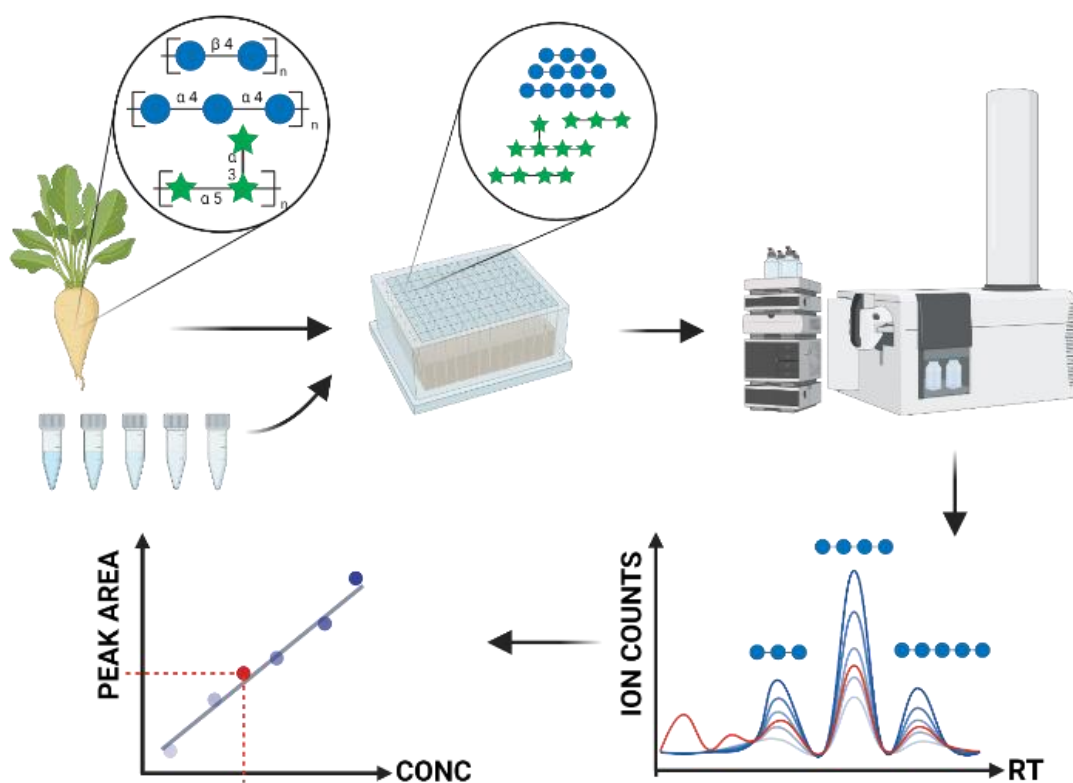 β 4
n
α 4 α 4
n
α
3
α 5
n
PEAK AREA
CONC
ION COUNTS
RT